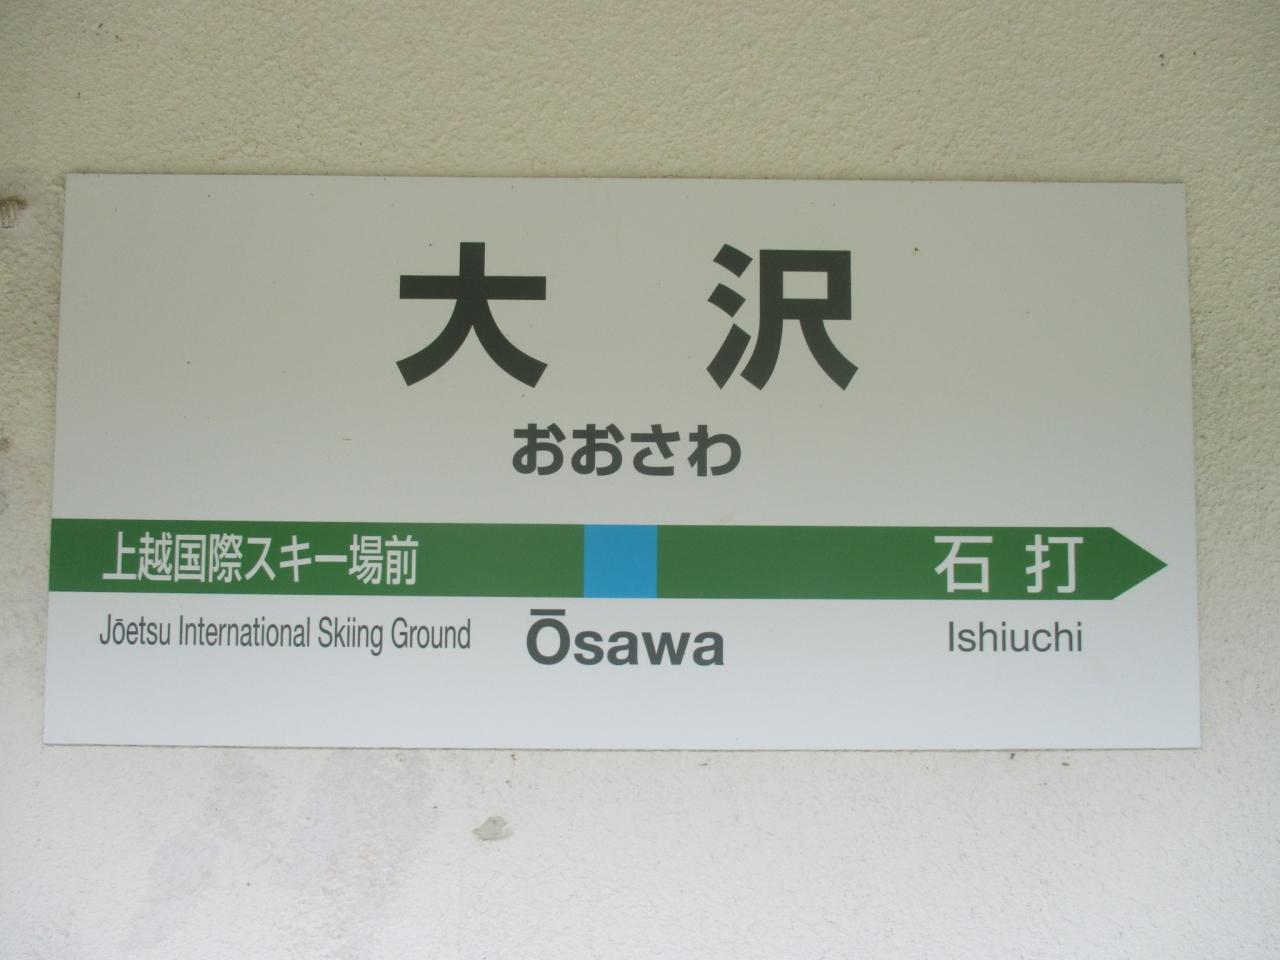 大 沢
おおさわ
上越国際スキー場前 石 打
Jōetsu International Skiing Ground Ōsawa Ishiuchi